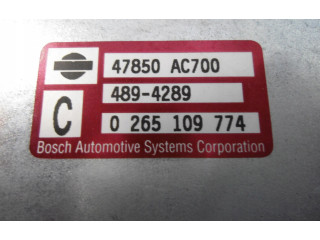 47850 AC700
489-4289
C
0 265 109 774
Bosch Automotive Systems Corporation